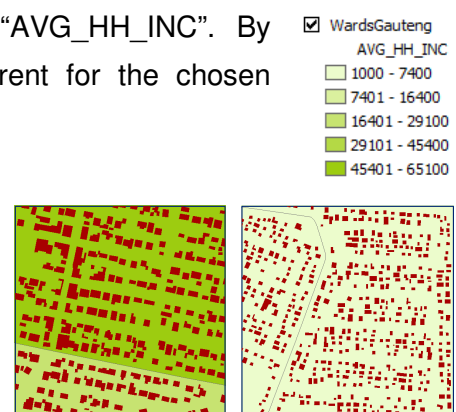 “AVG_HH_INC”. By
rent for the chosen
WardsGauteng
AVG_HH_INC
1000 - 7400
7401 - 16400
16401 - 29100
29101 - 45400
45401 - 65100